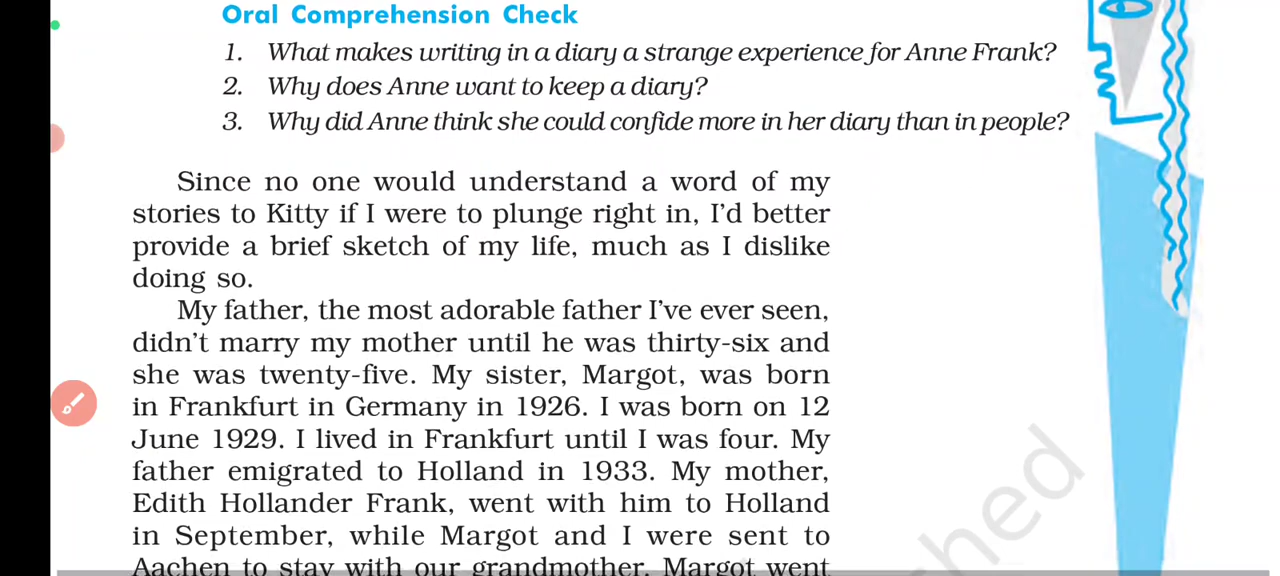 Oral Comprehension Check
1. What makes writing in a diary a strange experience for Anne Frank?
2. Why does Anne want to keep a diary?
3. Why did Anne think she could confide more in her diary than in people?
Since no one would understand a word of my
stories to Kitty if I were to plunge right in, I'd better
provide a brief sketch of my life, much as I dislike
doing so.
My father, the most adorable father I've ever seen,
didn't marry my mother until he was thirty-six and
she was twenty-five. My sister, Margot, was born
in Frankfurt in Germany in 1926. I was born on 12
June 1929. I lived in Frankfurt until I was four. My
father emigrated to Holland in 1933. My mother,
Edith Hollander Frank, went with him to Holland
in September, while Margot and I were sent to
Aachen to stay with our grandmother. Margot went